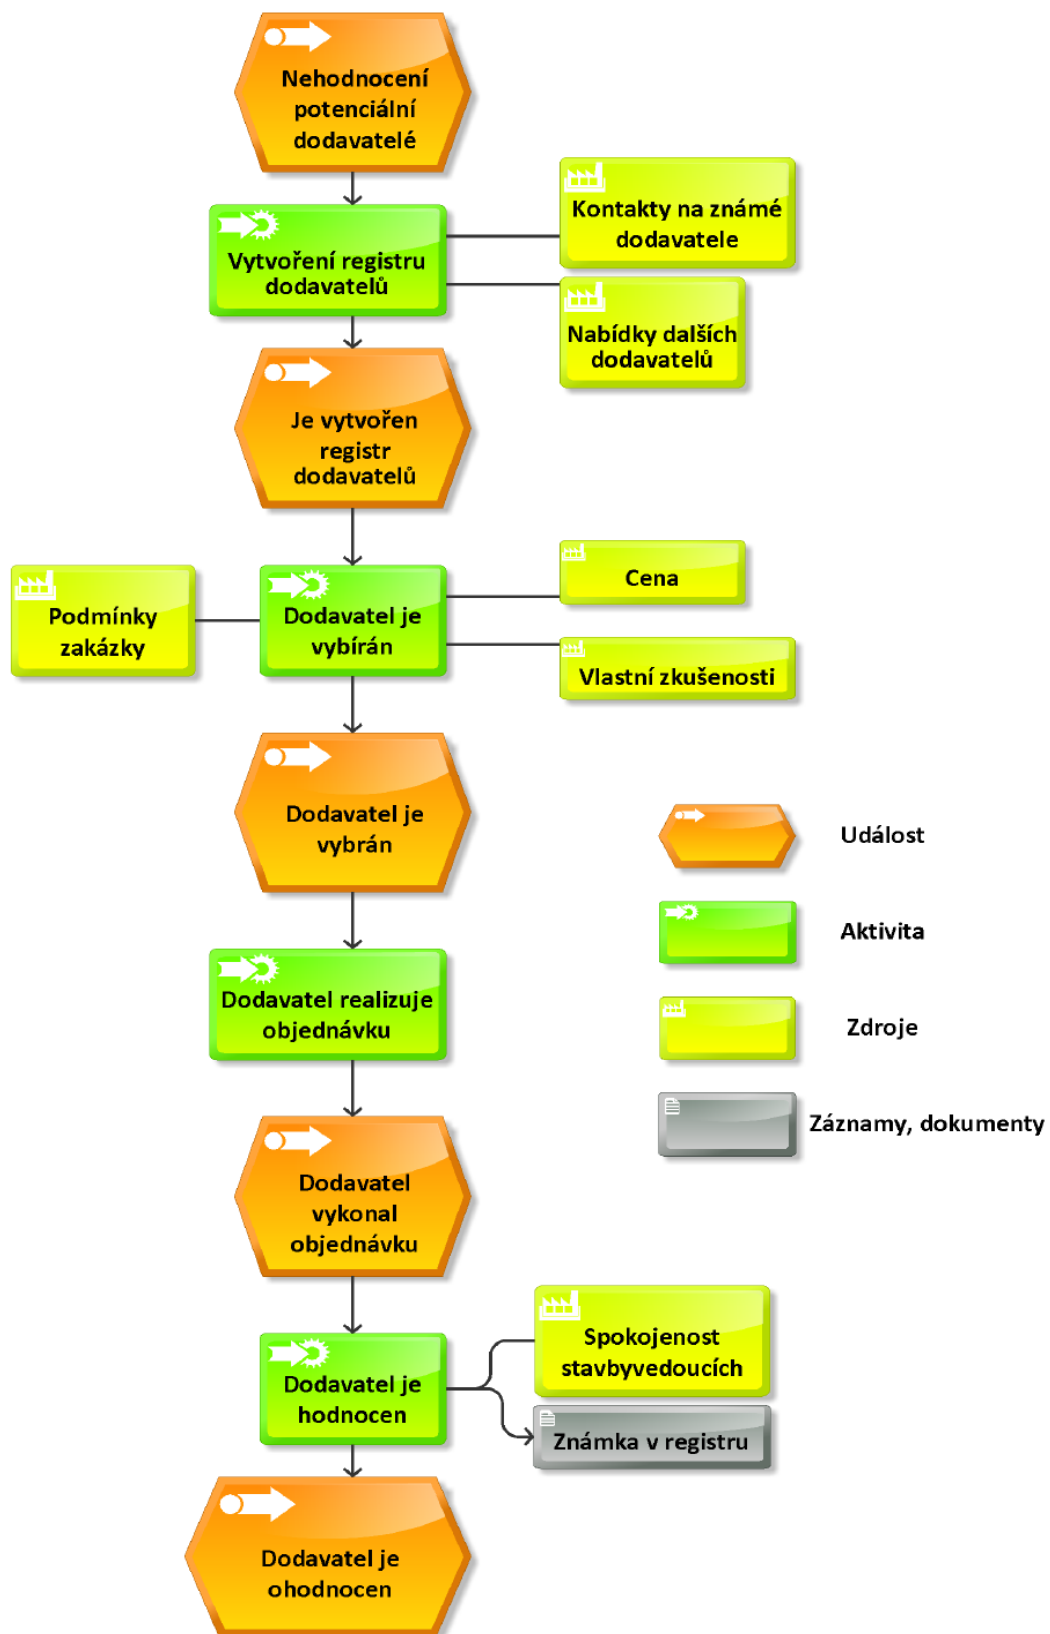 Nehodnocení
potenciální
dodavatelé
Kontakty na známé
dodavatele
Vytvoření registru
dodavatelů
Nabídky dalších
dodavatelů
Je vytvořen
registr
dodavatelů
Cena
Podmínky
zakázky
Dodavatel je
vybírán
Vlastní zkušenosti
Dodavatel je
vybrán
Událost
Aktivita
Dodavatel realizuje
objednávku
Zdroje
Záznamy, dokumenty
Dodavatel
vykonal
objednávku
Spokojenost
stavbyvedoucích
Dodavatel je
hodnocen
Známka v registru
Dodavatel je
ohodnocen